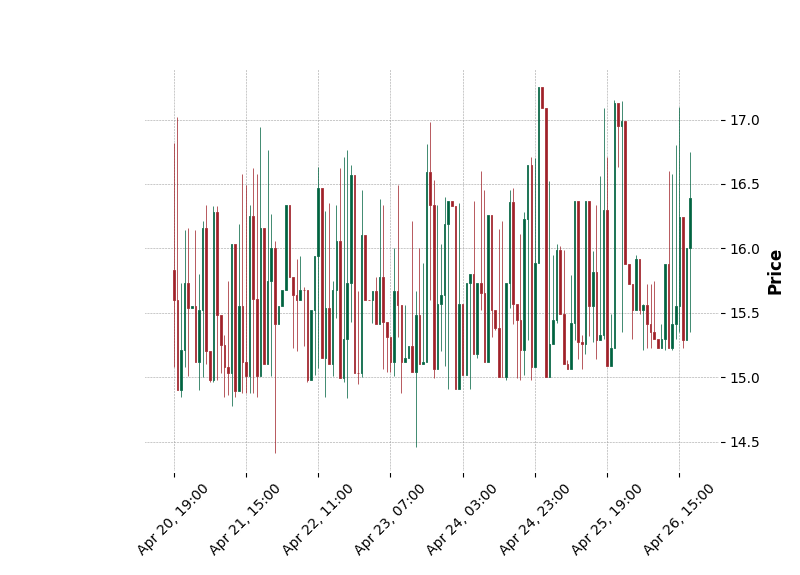 17.0
16.5
16.0
15.5
15.0
14.5
Price
Apr 20, 19:00
Apr 21, 15:00
Apr 22, 11:00
Apr 23, 07:00
Apr 24, 03:00
Apr 24, 23:00
Apr 25, 19:00
Apr 26, 15:00